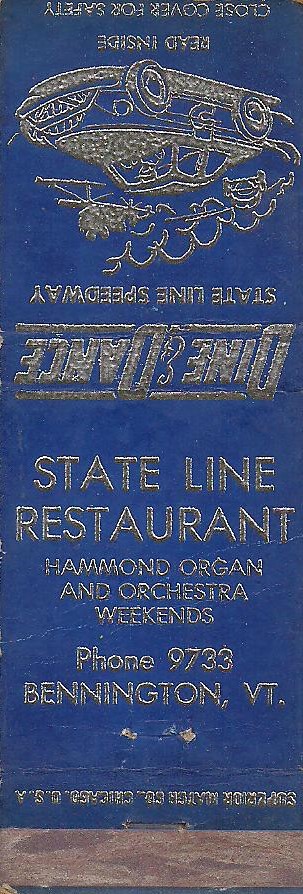 CLOSE COVER FOR SAFETY
READ INSIDE
STATE LINE SPEEDWAY
DINE & DANCE
STATE LINE
RESTAURANT
HAMMOND ORGAN
AND ORCHESTRA
WEEKENDS
Phone 9733
BENNINGTON, VT.
SUPERIOR MATCH CO., CHICAGO, U.S.A